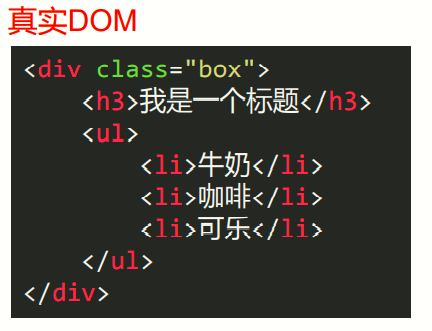 真实DOM
<div class="box">
    <h3>我是一个标题</h3>
    <ul>
        <li>牛奶</li>
        <li>咖啡</li>
        <li>可乐</li>
    </ul>
</div>